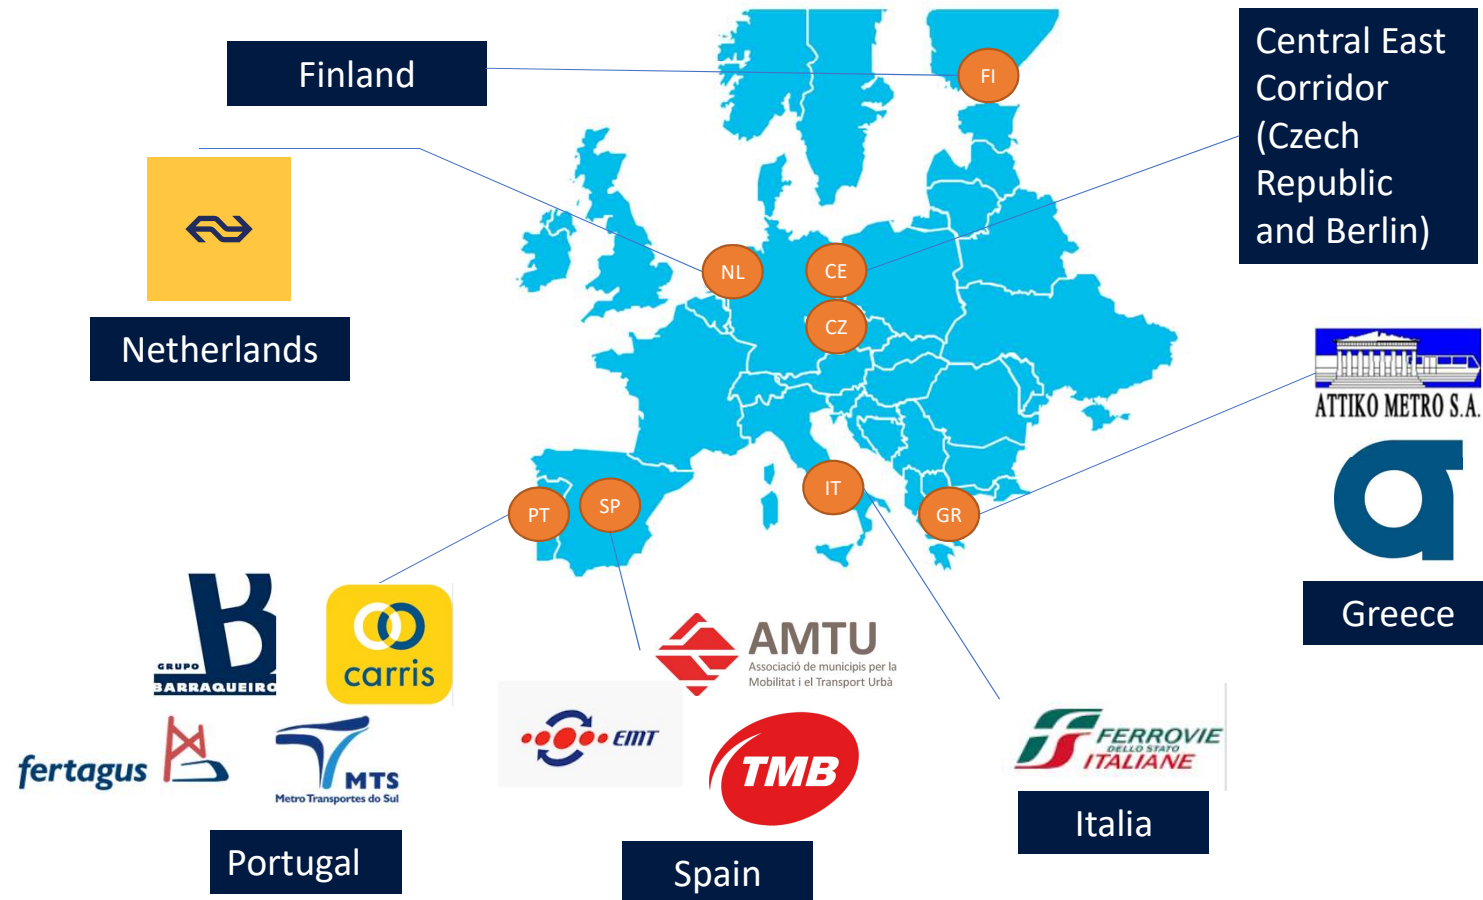 Finland
FI
Central East
Corridor
(Czech
Republic
and Berlin)
NL
CE
CZ
Netherlands
ATTIKO METRO S.A.
IT
PT
SP
GR
Greece
GRUPO
BARRAQUEIRO
carris
fertagus
MTS
Metro Transportes do Sul
Portugal
AMTU
Associació de municipis per la
Mobilitat i el Transport Urbà
EMT
TMB
Spain
FERROVIE
DELLO STATO
ITALIANE
Italia